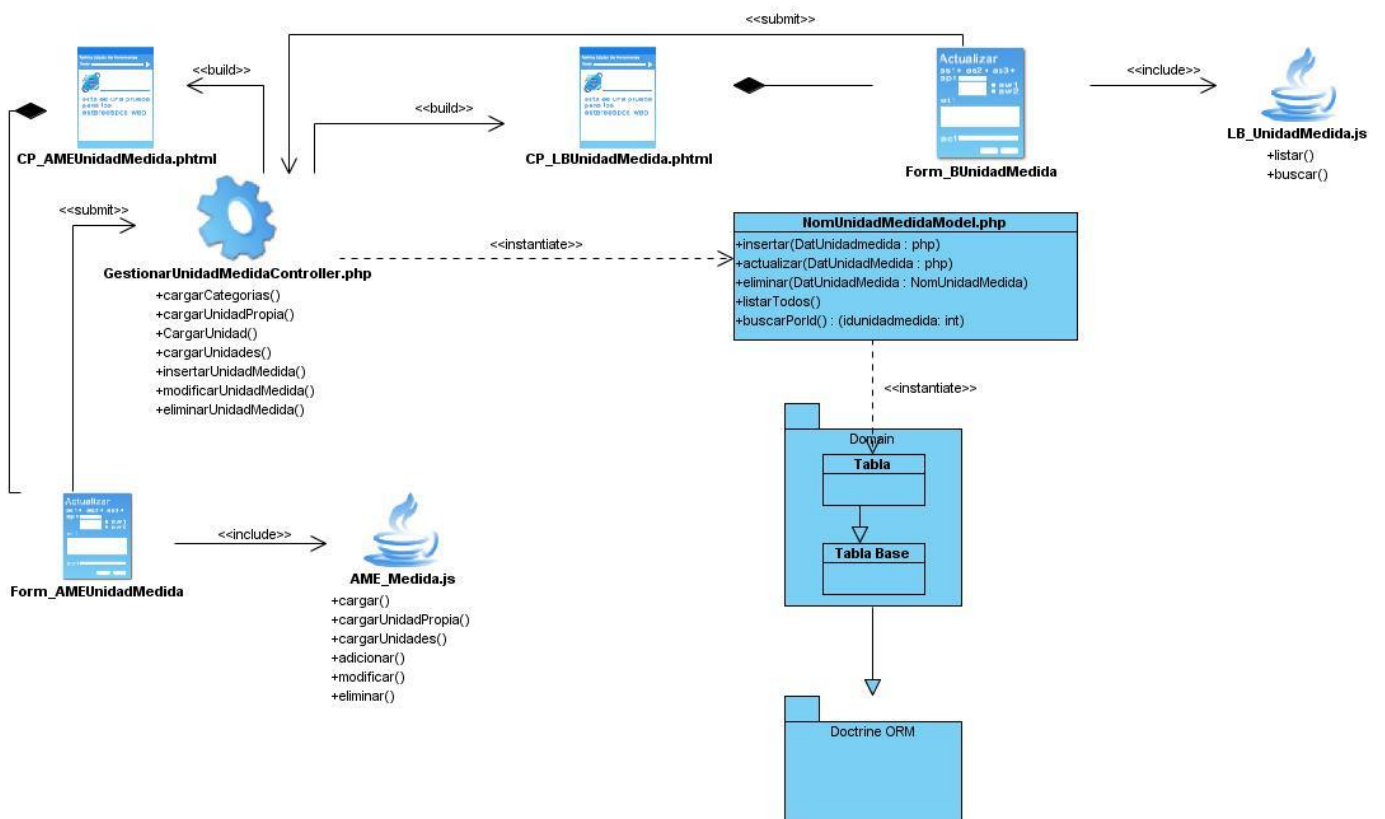 <<submit>>
<<build>>
<<build>>
<<include>>
Actualizar
CP_AMEUnidadMedida.phtml
CP_LBUnidadMedida.phtml
Form_BUnidadMedida
LB_UnidadMedida.js
+listar()
+buscar()
<<submit>>
GestionarUnidadMedidaController.php
+cargarCategorias()
+cargarUnidadPropia()
+CargarUnidad()
+cargarUnidades()
+insertarUnidadMedida()
+modificarUnidadMedida()
+eliminarUnidadMedida()
<<instantiate>>
NomUnidadMedidaModel.php
+insertar(DatUnidadmedida : php)
+actualizar(DatUnidadMedida : php)
+eliminar(DatUnidadMedida : NomUnidadMedida)
+listarTodos()
+buscarPorId() : (idunidadmedida: int)
<<instantiate>>
Domain
Tabla
Tabla Base
Actualizar
Form_AMEUnidadMedida
<<include>>
AME_Medida.js
+cargar()
+cargarUnidadPropia()
+cargarUnidades()
+adicionar()
+modificar()
+eliminar()
Doctrine ORM